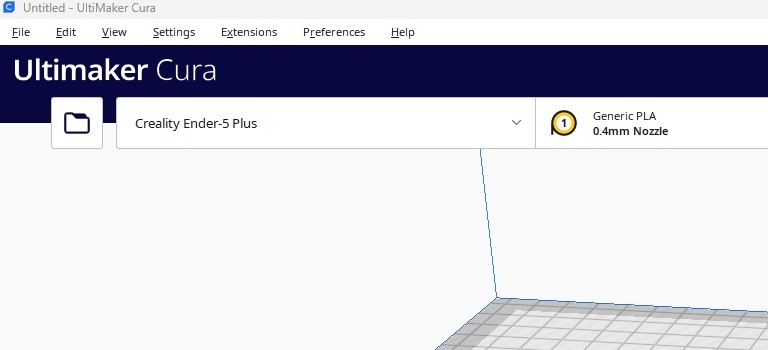 Untitled - UltiMaker Cura
File Edit View Settings Extensions Preferences Help
Ultimaker Cura
Creality Ender-5 Plus
1
Generic PLA
0.4mm Nozzle